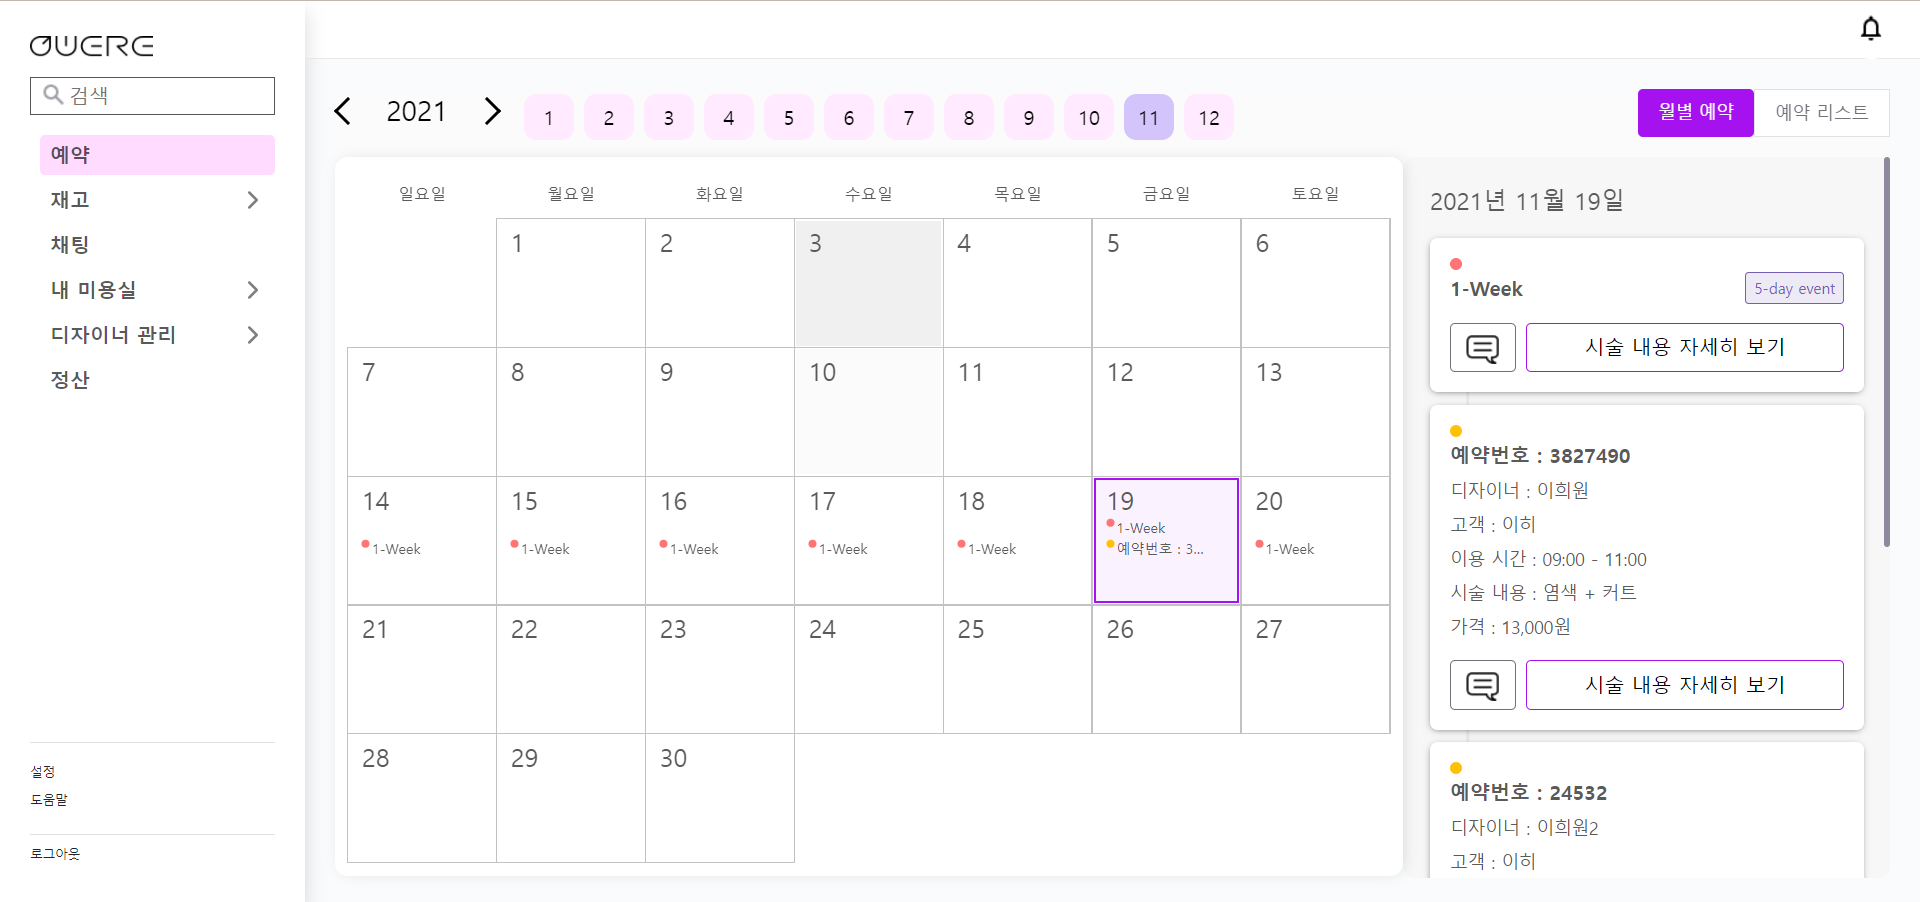 OWERE
검색
예약
재고
채팅
내 미용실
디자이너 관리
정산
설정
도움말
로그아웃
2021
1 2 3 4 5 6 7 8 9 10 11 12
월별 예약 예약 리스트
일요일 월요일 화요일 수요일 목요일 금요일 토요일
1 2 3 4 5 6
7 8 9 10 11 12 13
14 15 16 17 18 19 20
1-Week
1-Week 1-Week 1-Week 1-Week 1-Week 예약번호 : 3... 1-Week
21 22 23 24 25 26 27
28 29 30
2021년 11월 19일
1-Week 5-day event
시술 내용 자세히 보기
예약번호 : 3827490
디자이너 : 이희원
고객 : 이히
이용 시간 : 09:00 - 11:00
시술 내용 : 염색 + 커트
가격 : 13,000원
시술 내용 자세히 보기
예약번호 : 24532
디자이너 : 이희원2
고객 : 이히